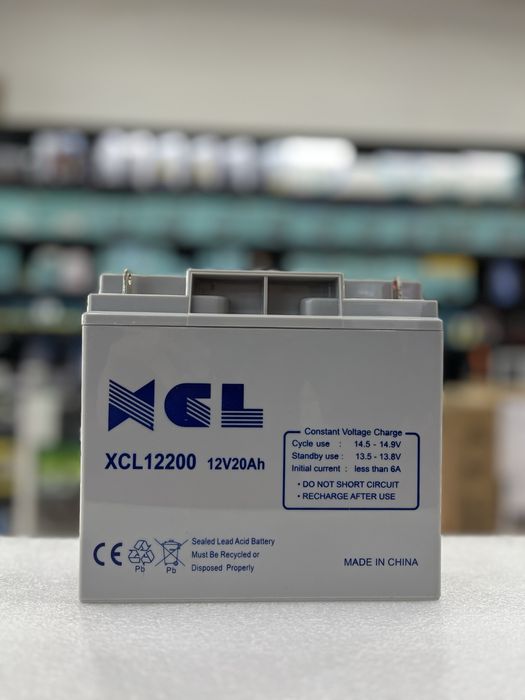 XCL
XCL12200 12V20Ah
Constant Voltage Charge
Cycle use : 14.5 - 14.9V
Standby use : 13.5 - 13.8V
Initial current : less than 6A
• DO NOT SHORT CIRCUIT
• RECHARGE AFTER USE
CE
Pb Pb
Sealed Lead Acid Battery
Must Be Recycled or
Disposed Properly
MADE IN CHINA